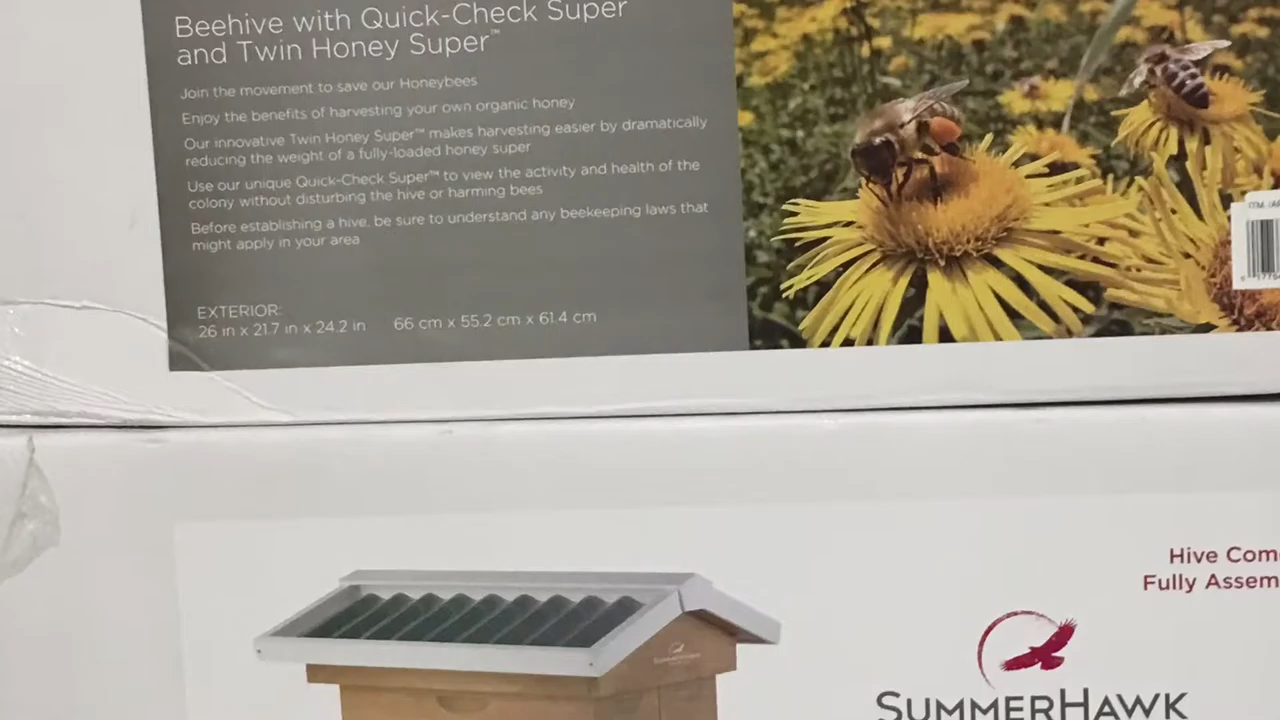 Beehive with Quick-Check Super
and Twin Honey Super™
Join the movement to save our Honeybees
Enjoy the benefits of harvesting your own organic honey
Our innovative Twin Honey Super™ makes harvesting easier by dramatically
reducing the weight of a fully-loaded honey super
Use our unique Quick-Check Super™ to view the activity and health of the
colony without disturbing the hive or harming bees
Before establishing a hive, be sure to understand any beekeeping laws that
might apply in your area
EXTERIOR:
26 in x 21.7 in x 24.2 in 66 cm x 55.2 cm x 61.4 cm
Hive Com
Fully Assem
SUMMERHAWK